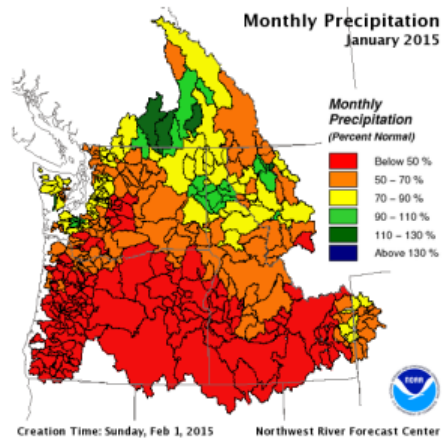 Monthly Precipitation
January 2015
Monthly
Precipitation
(Percent Normal)
Below 50 %
50 - 70 %
70 - 90 %
90 - 110 %
110 - 130 %
Above 130 %
NOAA
Creation Time: Sunday, Feb 1, 2015
Northwest River Forecast Center